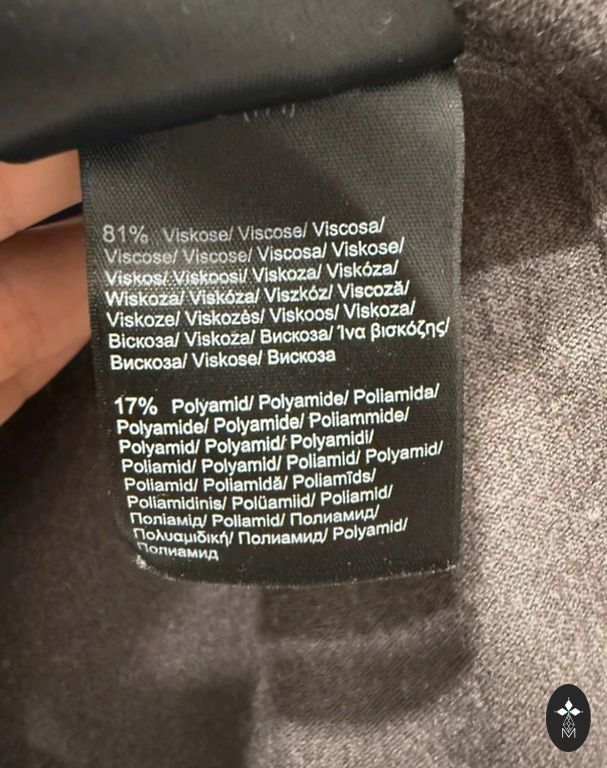 81% Viskose/ Viscose/ Viscosa/
Viscose/ Viscose/ Viscosa/ Viskose/
Viskos/ Viskoosi/ Viskoza/ Viskóza/
Wiskoza/ Viskóza/ Viszkóz/ Viscoză/
Viskoze/ Viskozės/ Viskoos/ Viskoza/
Віскоза/ Viskoza/ Вискоза/ Ίνα βισκόζης/
Вискоза/ Viskose/ Вискоза
17% Polyamid/ Polyamide/ Poliamida/
Polyamide/ Polyamide/ Poliammide/
Polyamid/ Polyamid/ Polyamidi/
Poliamid/ Polyamid/ Poliamid/ Polyamid/
Poliamid/ Poliamidă/ Poliamīds/
Poliamidinis/ Polüamiid/ Poliamid/
Поліамід/ Poliamid/ Полиамид/
Πολυαμιδική/ Полиамид/ Polyamid/
Полиамид
M